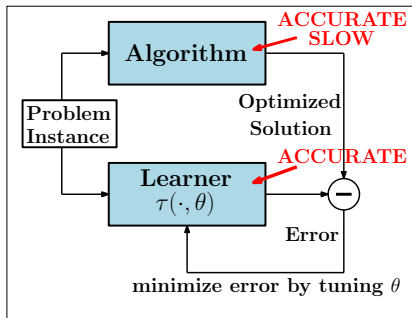 ACCURATE
SLOW
Algorithm
Problem
Instance
Optimized
Solution
ACCURATE
Learner
τ(·, θ)
−
Error
minimize error by tuning θ